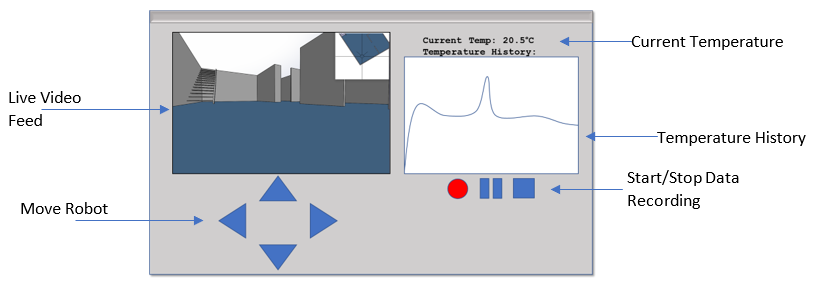 Current Temp: 20.5°C
Temperature History:
Current Temperature
Live Video
Feed
Temperature History
Start/Stop Data
Recording
Move Robot